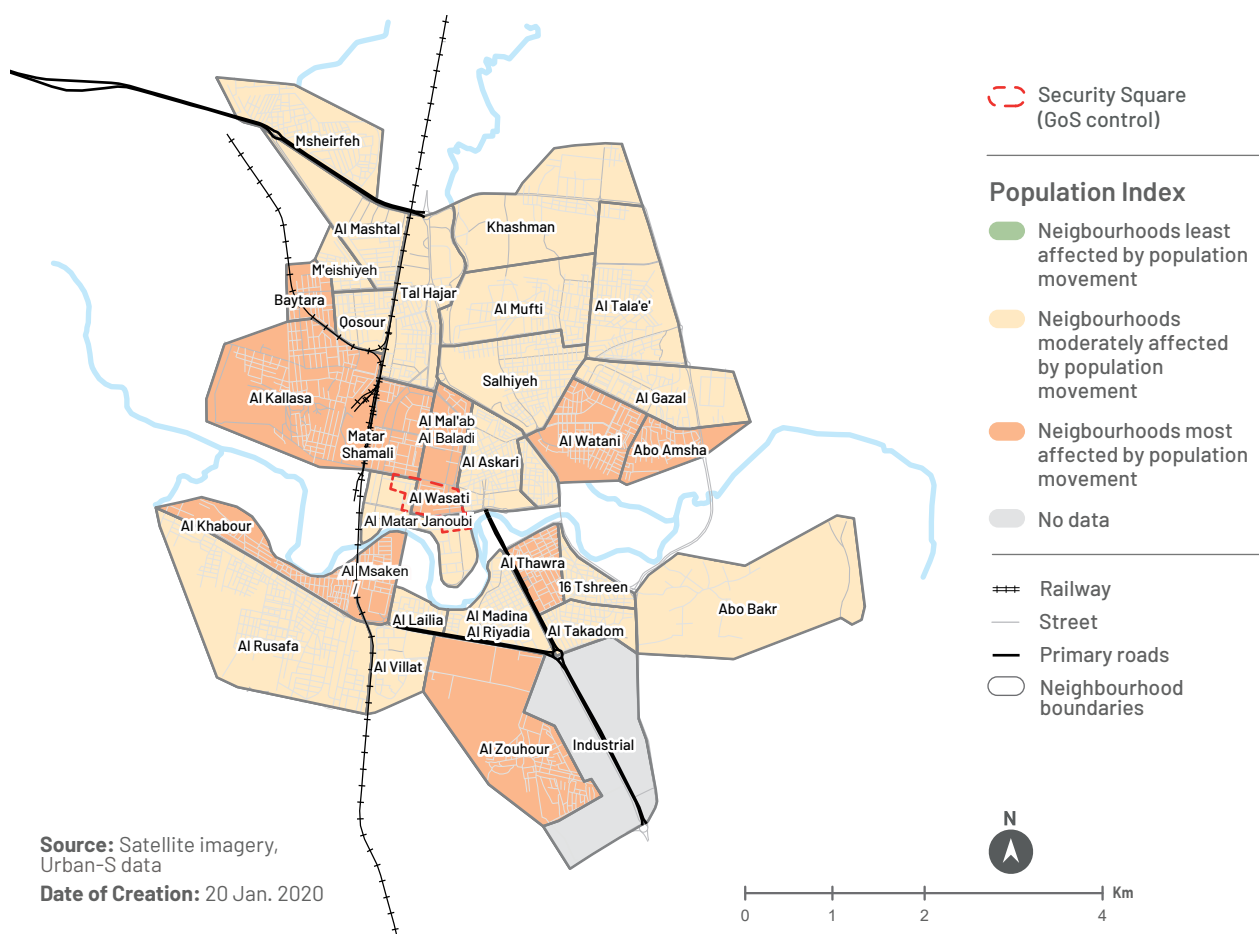 Msheirfeh
Al Mashtal
Khashman
M'eishiyeh
Baytara
Tal Hajar
Al Mufti
Al Tala'e'
Qosour
Salhiyeh
Al Kallasa
Al Gazal
Al Mal'ab
Al Baladi
Matar
Shamali
Al Watani
Abo Amsha
Al Askari
Al Wasati
Al Matar Janoubi
Al Khabour
Al Msaken
Al Thawra
16 Tshreen
Abo Bakr
Al Lailia
Al Madina
Al Riyadia
Al Takadom
Al Rusafa
Al Villat
Al Zouhour
Industrial
Security Square
(GoS control)
Population Index
Neigbourhoods least
affected by population
movement
Neigbourhoods
moderately affected
by population
movement
Neigbourhoods most
affected by population
movement
No data
Railway
Street
Primary roads
Neighbourhood
boundaries
N
Km
0 1 2 4
Source: Satellite imagery,
Urban-S data
Date of Creation: 20 Jan. 2020